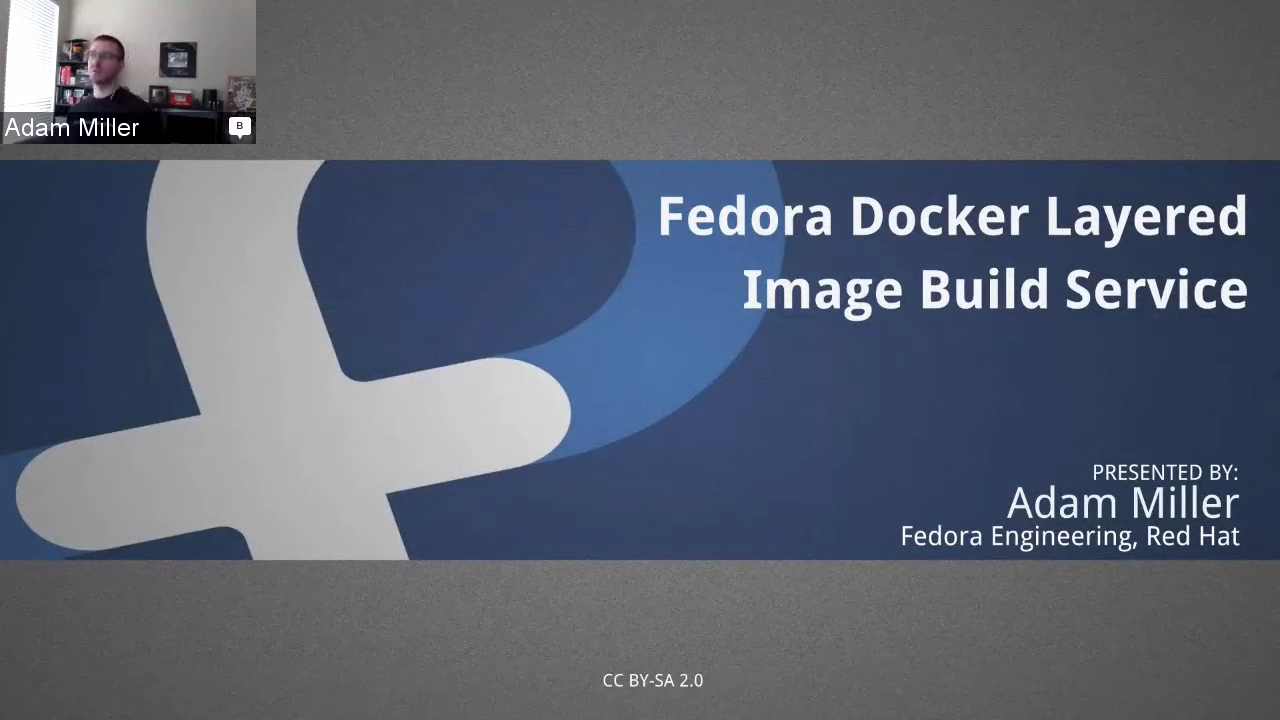 Adam Miller
B
Fedora Docker Layered
Image Build Service
PRESENTED BY:
Adam Miller
Fedora Engineering, Red Hat
CC BY-SA 2.0